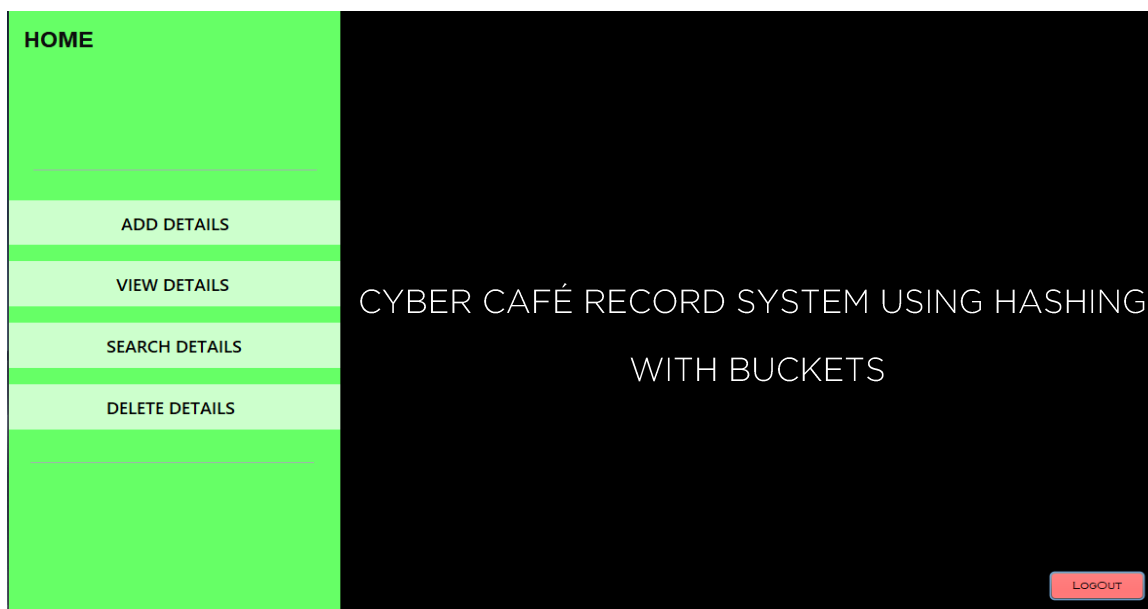 HOME
ADD DETAILS
VIEW DETAILS
SEARCH DETAILS
DELETE DETAILS
CYBER CAFÉ RECORD SYSTEM USING HASHING
WITH BUCKETS
LogOut